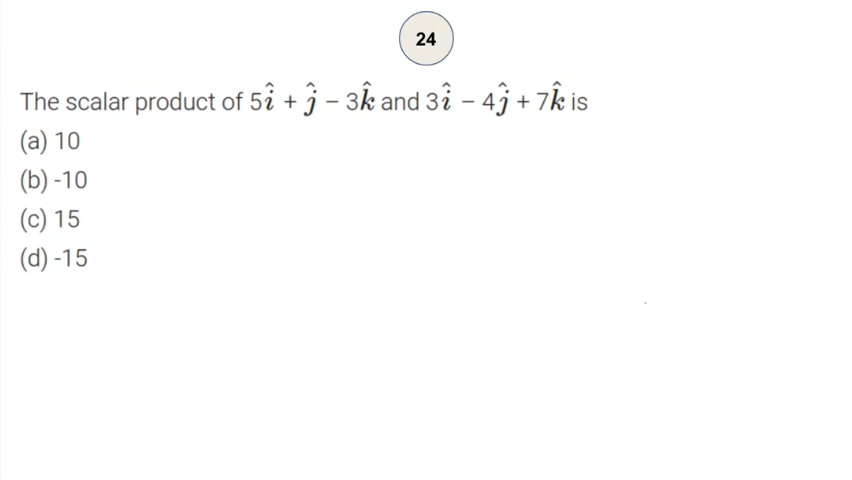 24
The scalar product of 5î + ĵ − 3k̂ and 3î − 4ĵ + 7k̂ is
(a) 10
(b) -10
(c) 15
(d) -15